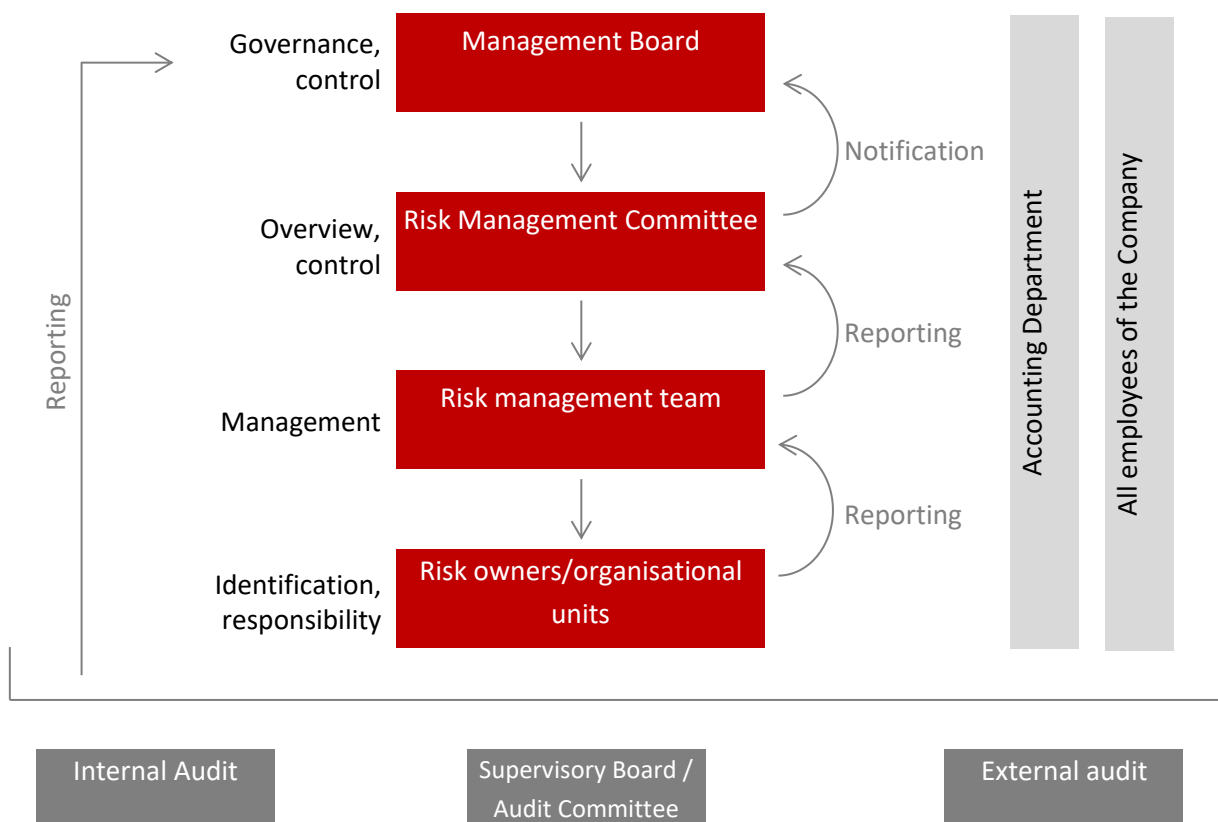 Governance,
control
Management Board
Notification
Overview,
control
Risk Management Committee
Reporting
Reporting
Management
Risk management team
Reporting
Identification,
responsibility
Risk owners/organisational
units
Accounting Department
All employees of the Company
Internal Audit
Supervisory Board /
Audit Committee
External audit